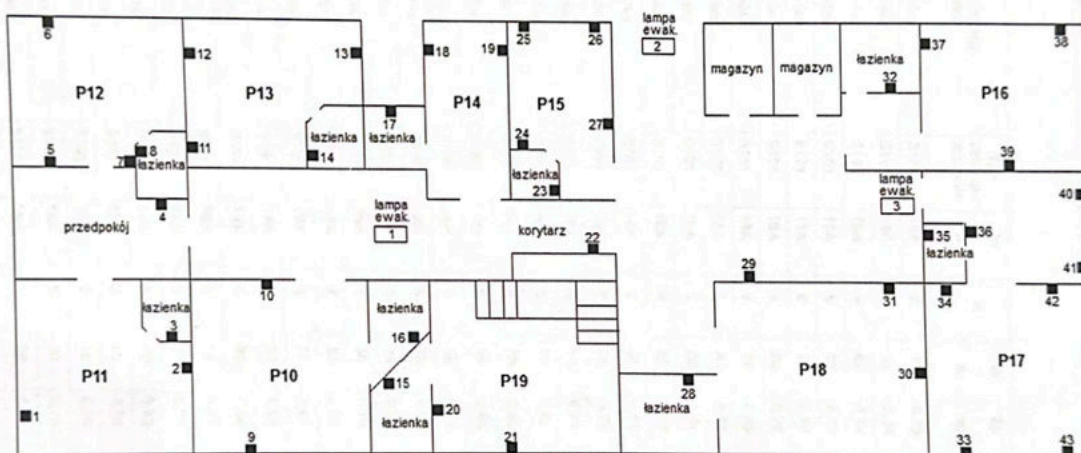 6
12
13
18
19
25
26
lampa
ewak.
2
37
38
P12
P13
P14
P15
magazyn
magazyn
łazienka
32
P16
17
łazienka
łazienka
14
24
27
5
7
8
łazienka
11
łazienka
23
39
4
lampa
ewak.
1
lampa
ewak.
3
40
przedpokój
korytarz
22
35
36
łazienka
29
41
10
31
34
42
łazienka
3
łazienka
16
P11
2
P10
P19
P18
30
P17
15
28
1
20
łazienka
łazienka
9
21
33
43